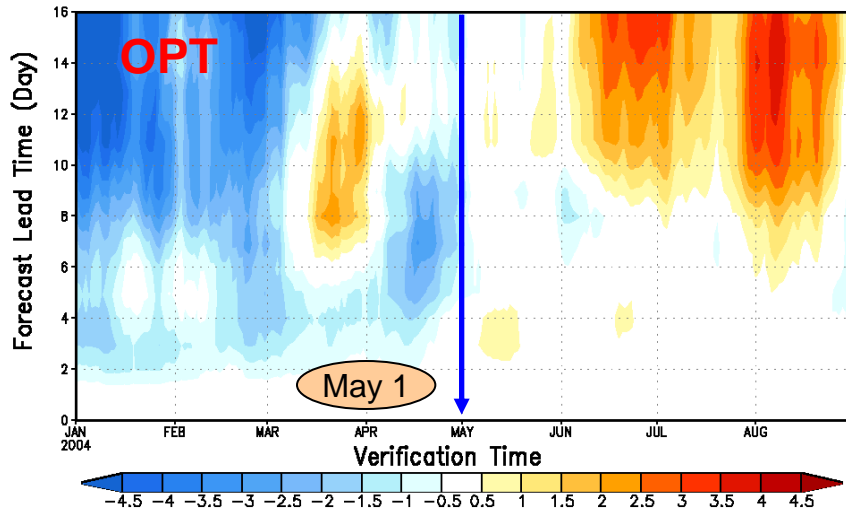 OPT
Forecast Lead Time (Day)
16
14
12
10
8
6
4
2
0
May 1
JAN FEB MAR APR MAY JUN JUL AUG
2004
Verification Time
-4.5 -4 -3.5 -3 -2.5 -2 -1.5 -1 -0.5 0.5 1 1.5 2 2.5 3 3.5 4 4.5